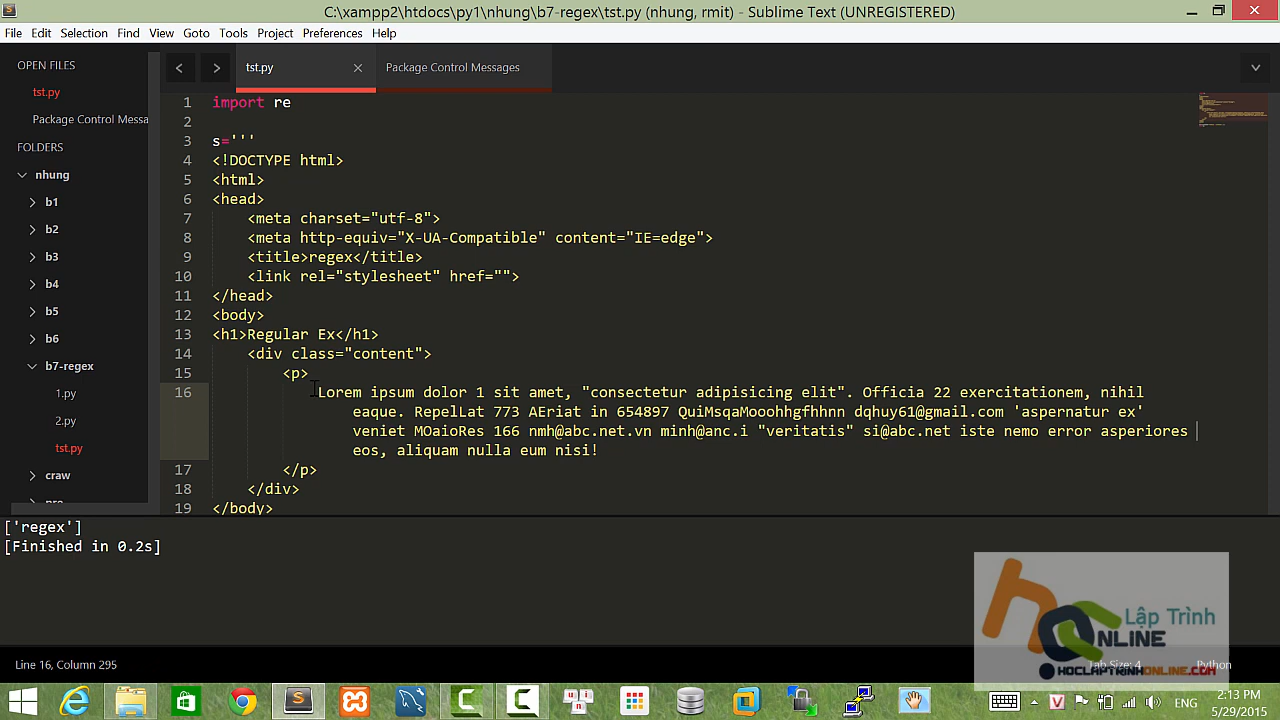 C:\xampp2\htdocs\py1\nhung\b7-regex\tst.py (nhung, rmit) - Sublime Text (UNREGISTERED)
File Edit Selection Find View Goto Tools Project Preferences Help
OPEN FILES
tst.py
Package Control Messa
FOLDERS
nhung
b1
b2
b3
b4
b5
b6
b7-regex
1.py
2.py
tst.py
craw
tst.py
Package Control Messages
1 import re
2
3 s='''
4 <!DOCTYPE html>
5 <html>
6 <head>
7 <meta charset="utf-8">
8 <meta http-equiv="X-UA-Compatible" content="IE=edge">
9 <title>regex</title>
10 <link rel="stylesheet" href="">
11 </head>
12 <body>
13 <h1>Regular Ex</h1>
14 <div class="content">
15 <p>
16 Lorem ipsum dolor 1 sit amet, "consectetur adipisicing elit". Officia 22 exercitationem, nihil
eaque. RepelLat 773 AEriat in 654897 QuiMsqaMooohhgfhhnn dqhuy61@gmail.com 'aspernatur ex'
veniet MOaioRes 166 nmh@abc.net.vn minh@anc.i "veritatis" si@abc.net iste nemo error asperiores
eos, aliquam nulla eum nisi!
17 </p>
18 </div>
19 </body>
['regex']
[Finished in 0.2s]
Lập Trình
ONLINE
HOCLAPTRINHONLINE.COM
Line 16, Column 295
Tab Size: 4
Python
ENG
2:13 PM
5/29/2015